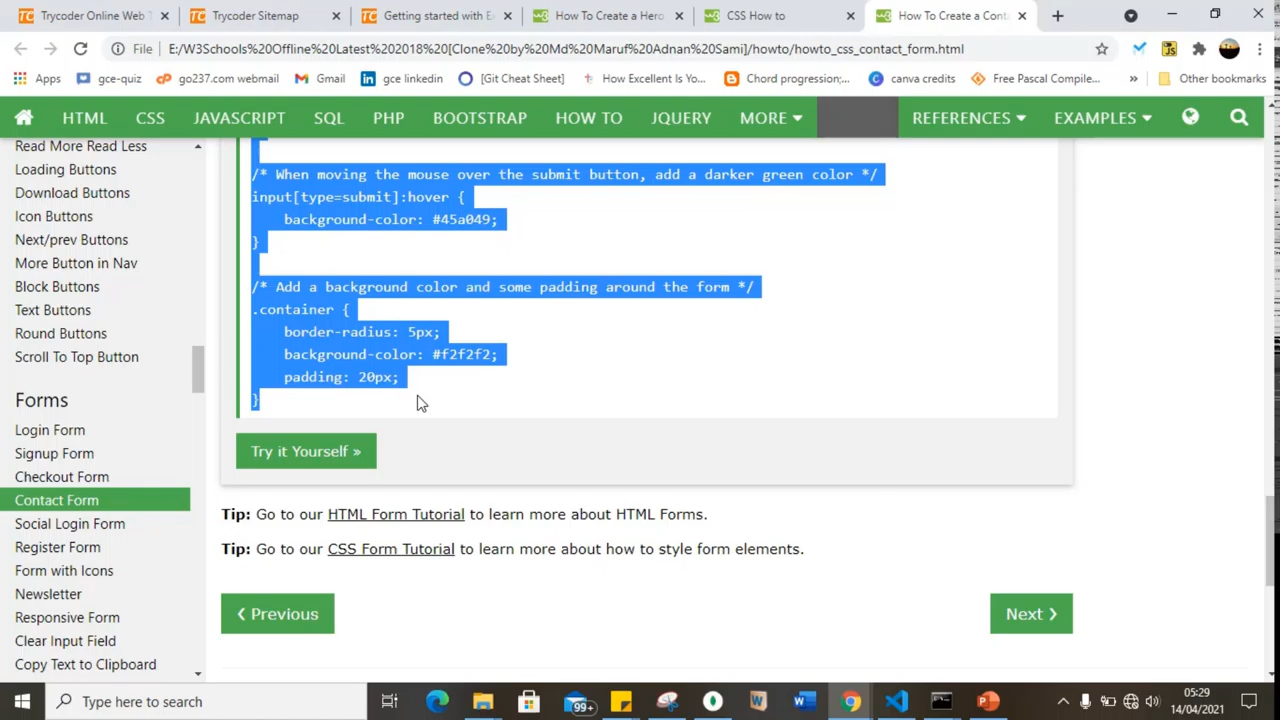 Trycoder Online Web T
Trycoder Sitemap
Getting started with Ex
How To Create a Hero
CSS How to
How To Create a Conta
File
E:/W3Schools%20Offline%20Latest%202018%20[Clone%20by%20Md%20Maruf%20Adnan%20Sami]/howto/howto_css_contact_form.html
Apps
gce-quiz
go237.com webmail
Gmail
gce linkedin
[Git Cheat Sheet]
How Excellent Is Yo...
Chord progression;...
canva credits
Free Pascal Compile...
Other bookmarks
HTML
CSS
JAVASCRIPT
SQL
PHP
BOOTSTRAP
HOW TO
JQUERY
MORE
REFERENCES
EXAMPLES
Read More Read Less
Loading Buttons
Download Buttons
Icon Buttons
Next/prev Buttons
More Button in Nav
Block Buttons
Text Buttons
Round Buttons
Scroll To Top Button
Forms
Login Form
Signup Form
Checkout Form
Contact Form
Social Login Form
Register Form
Form with Icons
Newsletter
Responsive Form
Clear Input Field
Copy Text to Clipboard
/* When moving the mouse over the submit button, add a darker green color */
input[type=submit]:hover {
background-color: #45a049;
}
/* Add a background color and some padding around the form */
.container {
border-radius: 5px;
background-color: #f2f2f2;
padding: 20px;
}
Try it Yourself »
Tip: Go to our HTML Form Tutorial to learn more about HTML Forms.
Tip: Go to our CSS Form Tutorial to learn more about how to style form elements.
❮ Previous
Next ❯
Type here to search
99+
05:29
14/04/2021